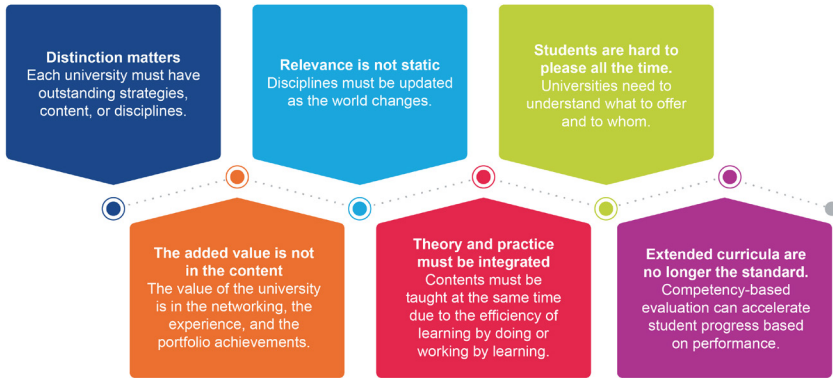 Distinction matters
Each university must have
outstanding strategies,
content, or disciplines.
The added value is not
in the content
The value of the university
is in the networking, the
experience, and the
portfolio achievements.
Relevance is not static
Disciplines must be updated
as the world changes.
Theory and practice
must be integrated
Contents must be
taught at the same time
due to the efficiency of
learning by doing or
working by learning.
Students are hard to
please all the time.
Universities need to
understand what to offer
and to whom.
Extended curricula are
no longer the standard.
Competency-based
evaluation can accelerate
student progress based
on performance.